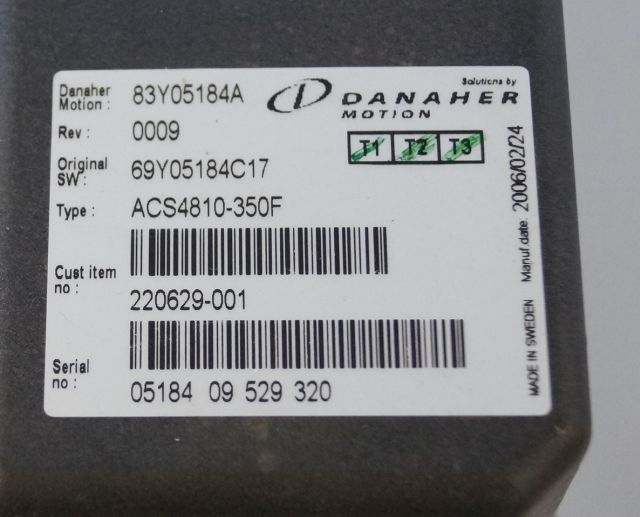 Danaher Motion : 83Y05184A
Solutions by
DANAHER
MOTION
Rev : 0009
T1 T2 T3
Original SW : 69Y05184C17
Type : ACS4810-350F
Cust item no : 220629-001
Serial no : 05184 09 529 320
MADE IN SWEDEN Manuf.date: 2006/02/24